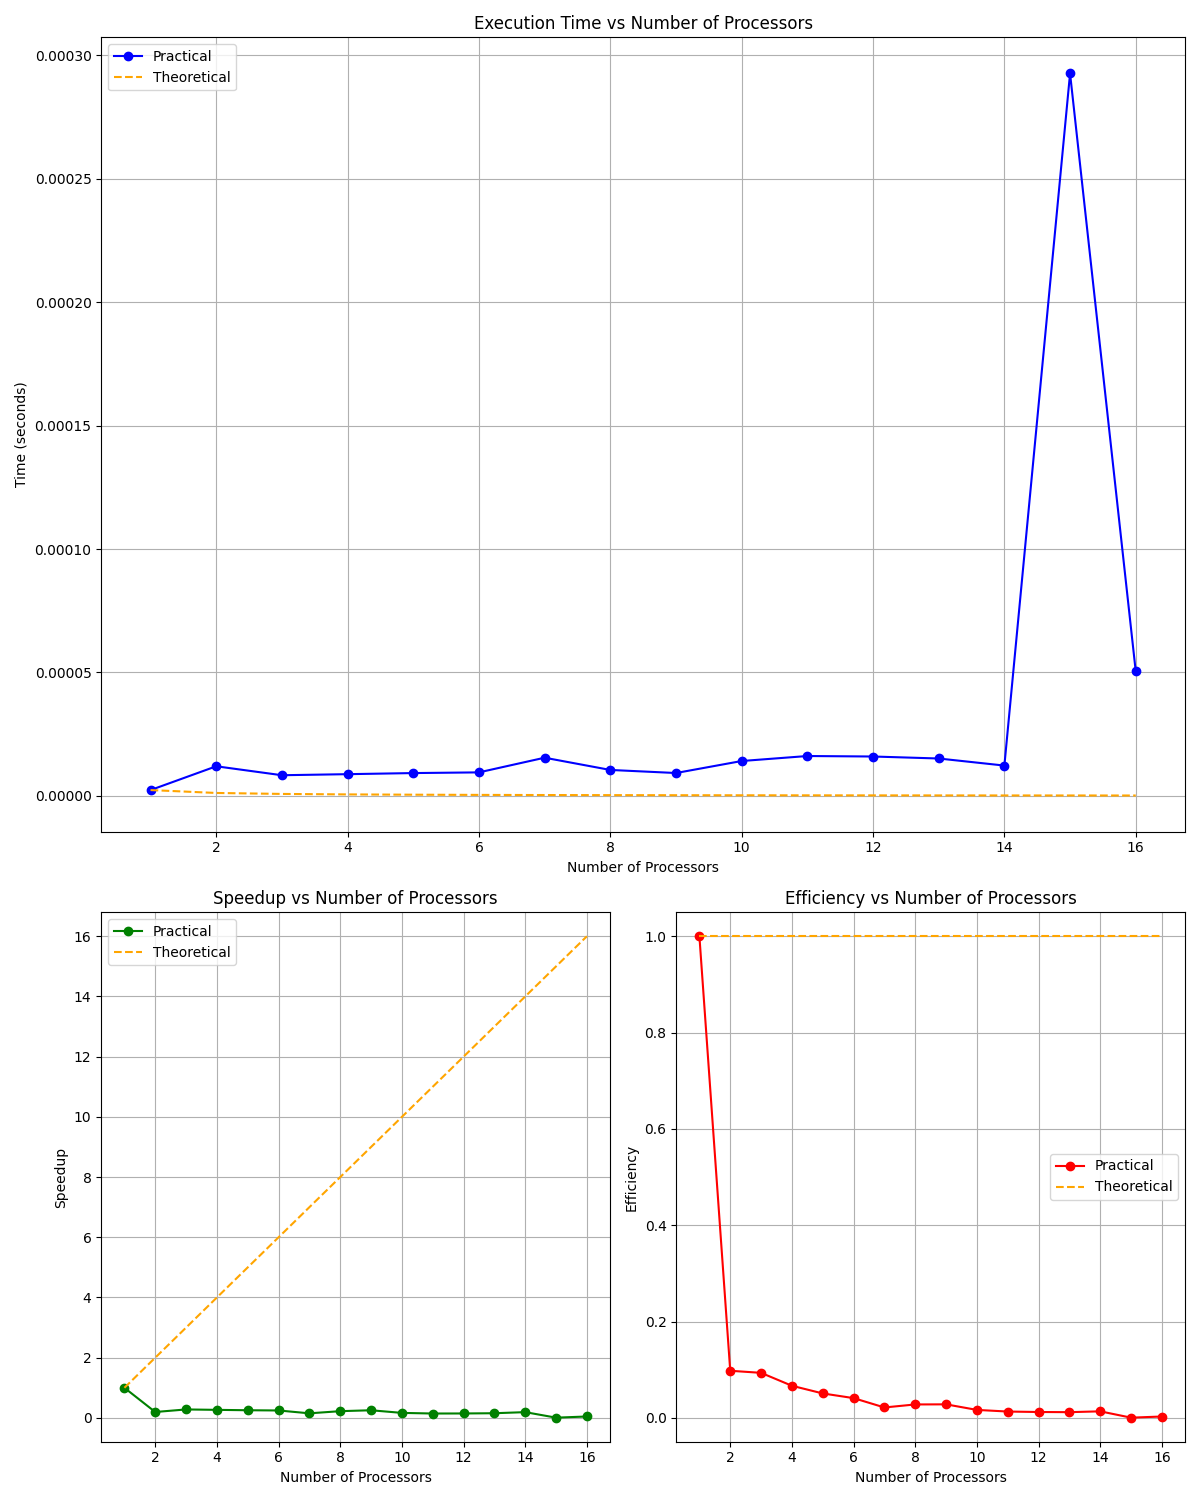 Execution Time vs Number of Processors
Practical
Theoretical
0.00030
0.00025
0.00020
0.00015
0.00010
0.00005
0.00000
Time (seconds)
2 4 6 8 10 12 14 16
Number of Processors
Speedup vs Number of Processors
Practical
Theoretical
16
14
12
10
8
6
4
2
0
Speedup
2 4 6 8 10 12 14 16
Number of Processors
Efficiency vs Number of Processors
1.0
0.8
0.6
0.4
0.2
0.0
Efficiency
Practical
Theoretical
2 4 6 8 10 12 14 16
Number of Processors